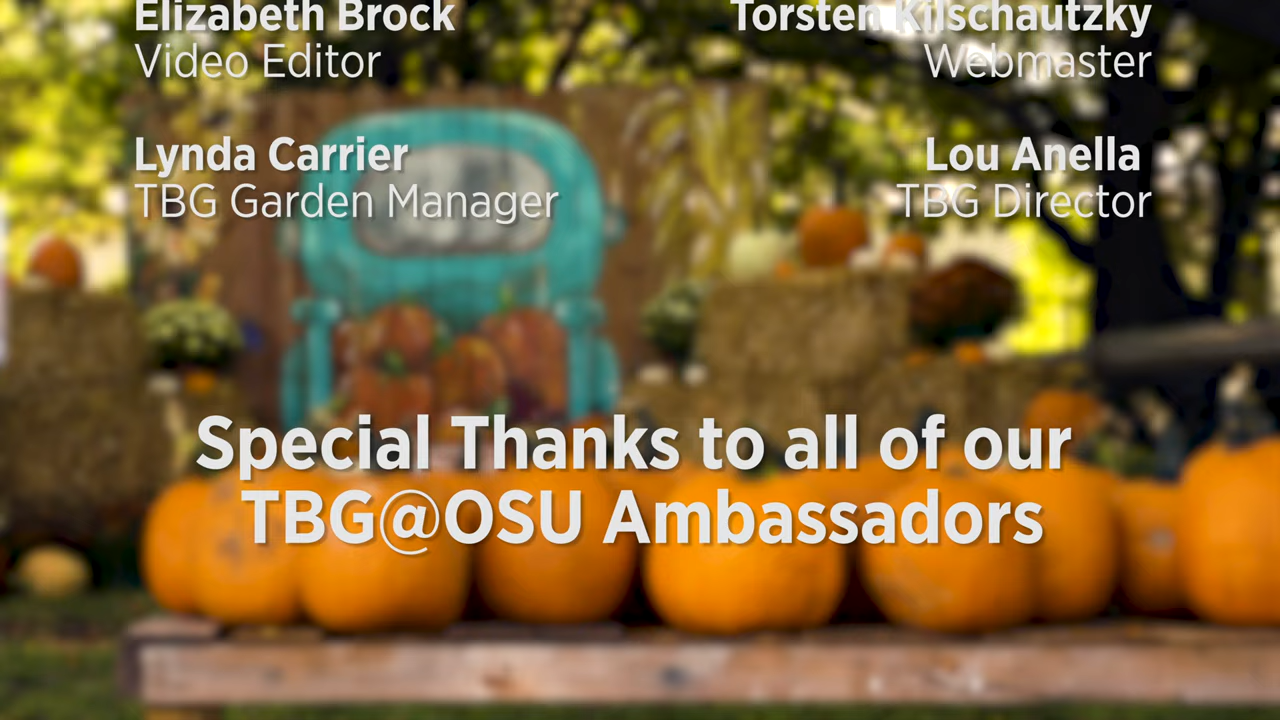 Elizabeth Brock
Video Editor
Torsten Kilschautzky
Webmaster
Lynda Carrier
TBG Garden Manager
Lou Anella
TBG Director
Special Thanks to all of our
TBG@OSU Ambassadors